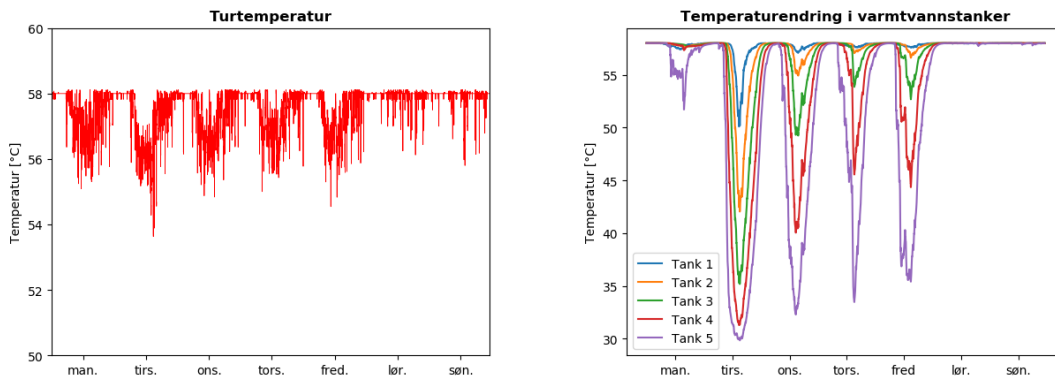 Turtemperatur
Temperatur [°C]
60
58
56
54
52
50
man. tirs. ons. tors. fred. lør. søn.
Temperaturendring i varmtvannstanker
Temperatur [°C]
55
50
45
40
35
30
Tank 1
Tank 2
Tank 3
Tank 4
Tank 5
man. tirs. ons. tors. fred lør. søn.